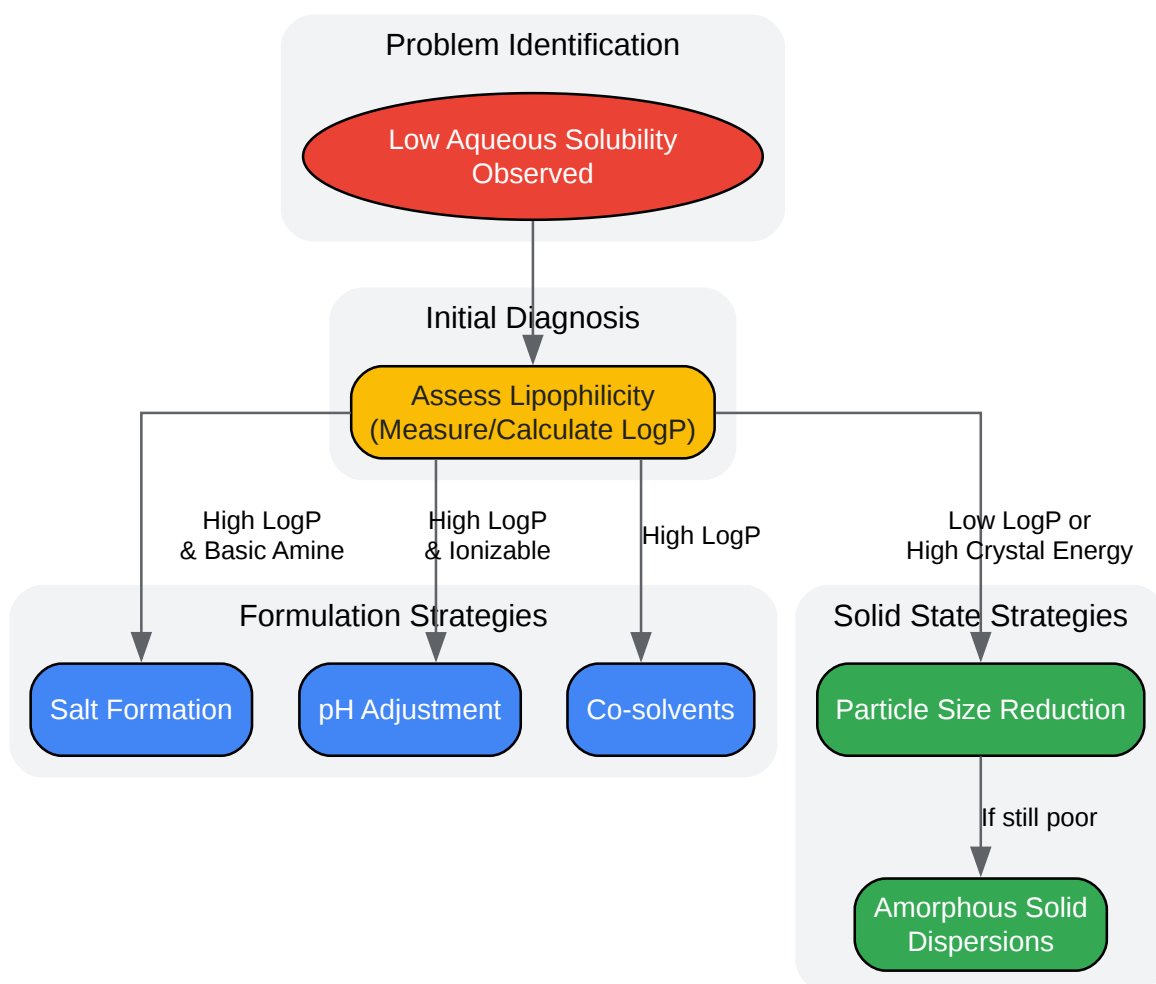 Problem Identification
Low Aqueous Solubility
Observed
Initial Diagnosis
Assess Lipophilicity
(Measure/Calculate LogP)
High LogP
& Basic Amine
High LogP
& Ionizable
High LogP
Low LogP or
High Crystal Energy
Formulation Strategies
Salt Formation
pH Adjustment
Co-solvents
Solid State Strategies
Particle Size Reduction
If still poor
Amorphous Solid
Dispersions